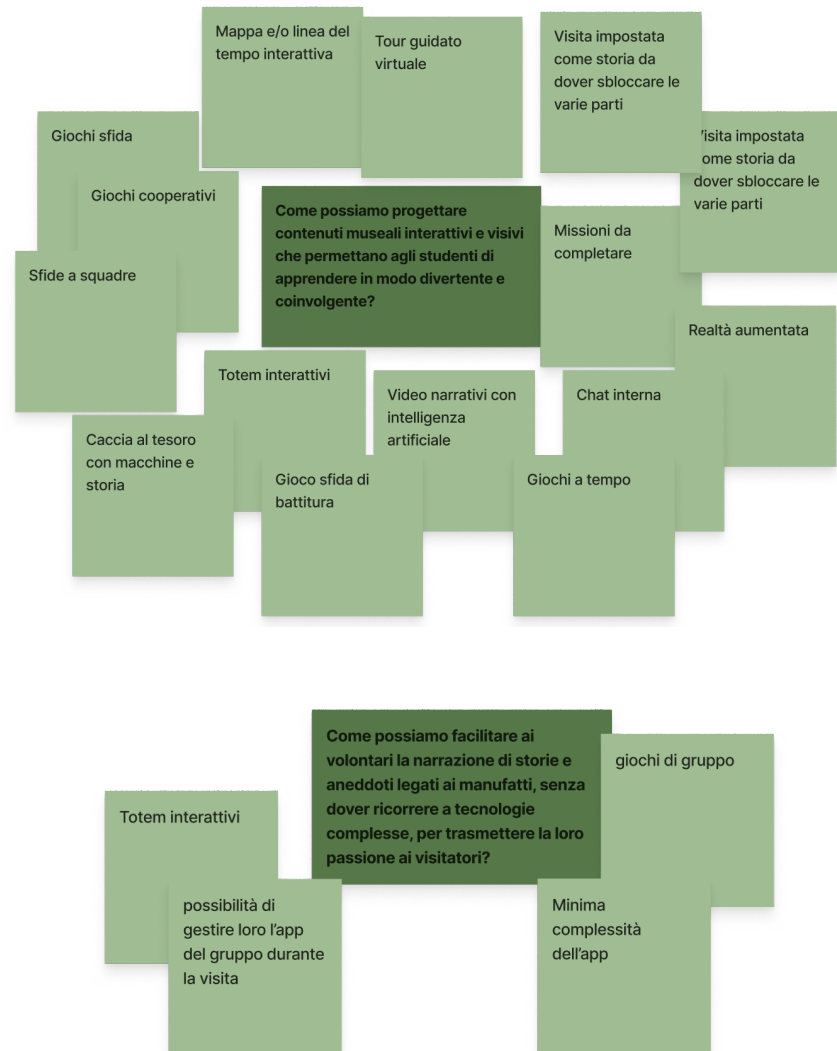 Mappa e/o linea del
tempo interattiva
Tour guidato
virtuale
Visita impostata
come storia da
dover sbloccare le
varie parti
Giochi sfida
Visita impostata
come storia da
dover sbloccare le
varie parti
Giochi cooperativi
Come possiamo progettare
contenuti museali interattivi e visivi
che permettano agli studenti di
apprendere in modo divertente e
coinvolgente?
Missioni da
completare
Sfide a squadre
Realtà aumentata
Totem interattivi
Video narrativi con
intelligenza
artificiale
Chat interna
Caccia al tesoro
con macchine e
storia
Gioco sfida di
battitura
Giochi a tempo
Come possiamo facilitare ai
volontari la narrazione di storie e
aneddoti legati ai manufatti, senza
dover ricorrere a tecnologie
complesse, per trasmettere la loro
passione ai visitatori?
giochi di gruppo
Totem interattivi
possibilità di
gestire loro l’app
del gruppo durante
la visita
Minima
complessità
dell’app